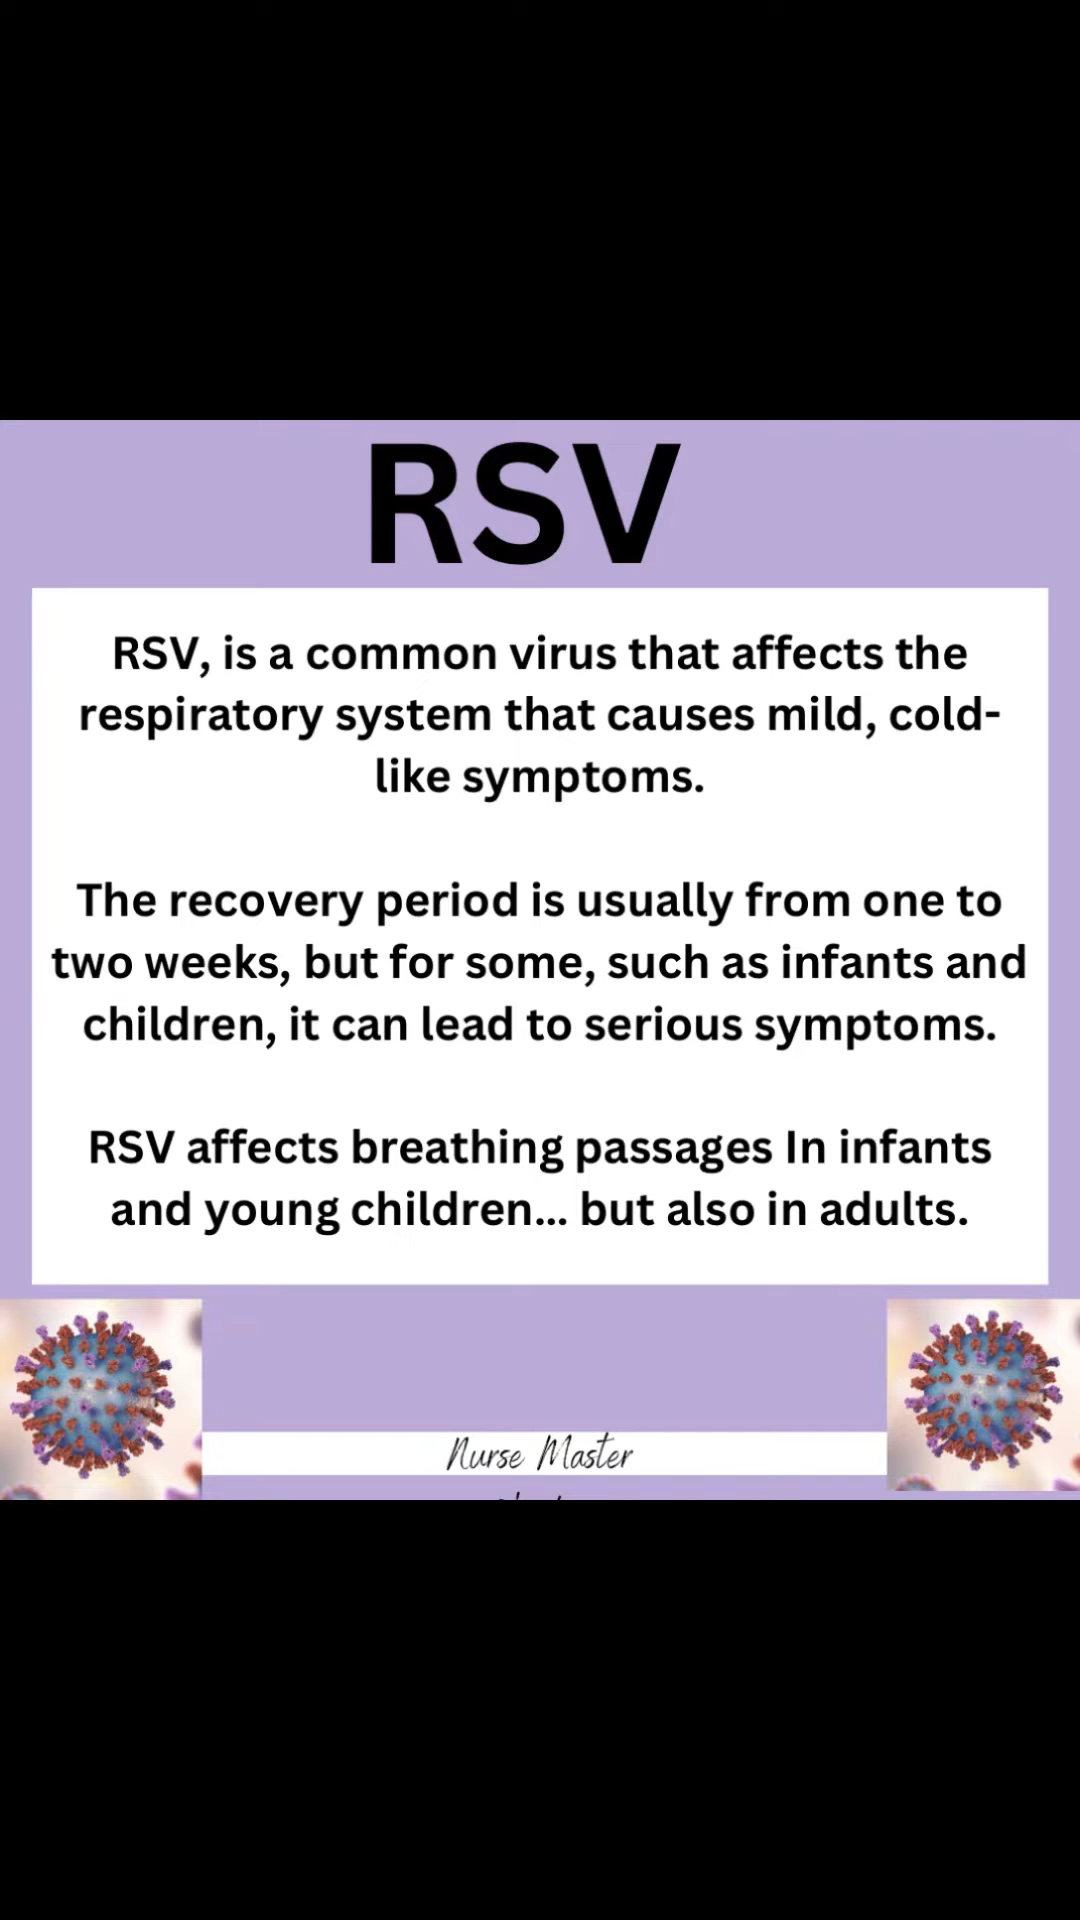 RSV
RSV, is a common virus that affects the
respiratory system that causes mild, cold-
like symptoms.
The recovery period is usually from one to
two weeks, but for some, such as infants and
children, it can lead to serious symptoms.
RSV affects breathing passages In infants
and young children... but also in adults.
Nurse Master